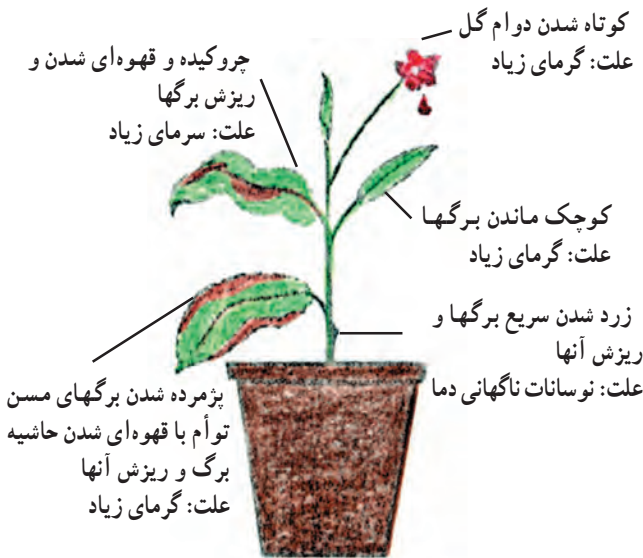 کوتاه شدن دوام گل
علت: گرمای زیاد
چروکیده و قهوه‌ای شدن و
ریزش برگها
علت: سرمای زیاد
کوچک ماندن برگها
علت: گرمای زیاد
زرد شدن سریع برگها و
ریزش آنها
علت: نوسانات ناگهانی دما
پژمرده شدن برگهای مسن
توأم با قهوه‌ای شدن حاشیه
برگ و ریزش آنها
علت: گرمای زیاد